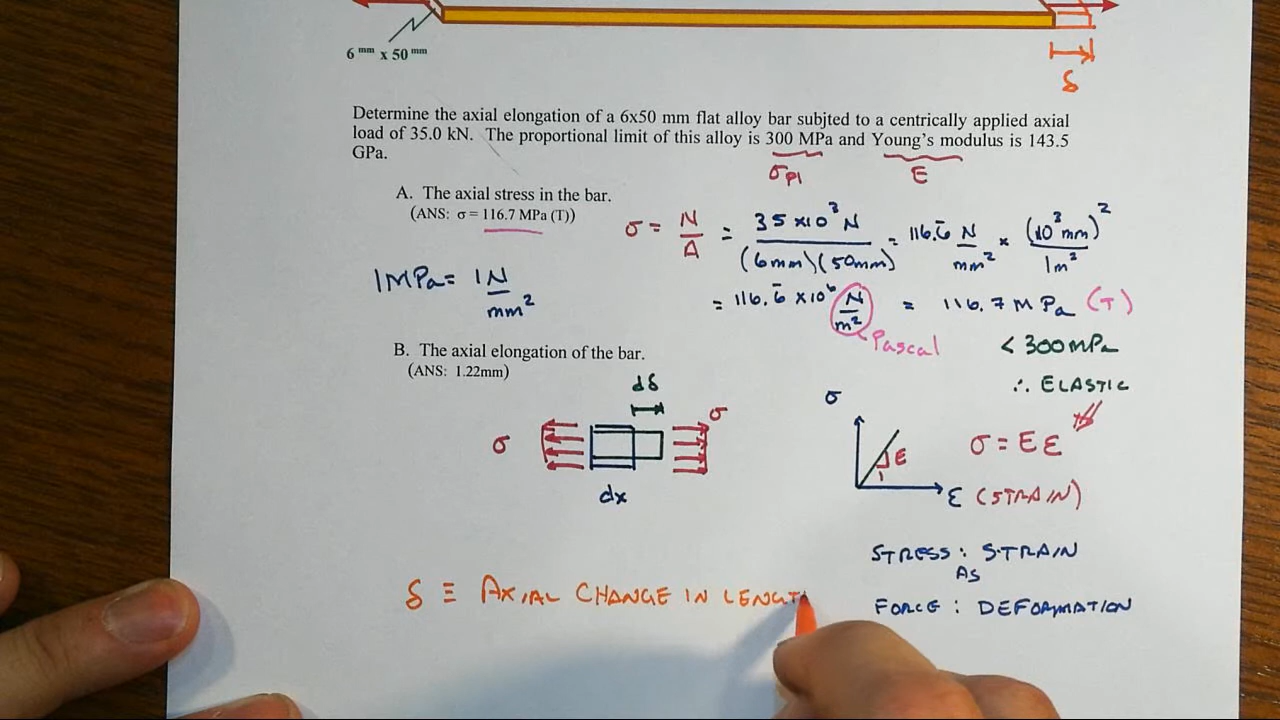 6 mm x 50 mm
δ
Determine the axial elongation of a 6x50 mm flat alloy bar subjted to a centrically applied axial
load of 35.0 kN. The proportional limit of this alloy is 300 MPa and Young's modulus is 143.5
GPa.
σPl E
A. The axial stress in the bar.
(ANS: σ = 116.7 MPa (T))
σ = N/A = 35 x10³ N / (6mm)(50mm) = 116.6̄ N/mm² x (10³ mm)²/1m²
1MPa = 1N/mm²
= 116.6̄ x10⁶ N/m² = 116.7 MPa (T)
Pascal
< 300 MPa
∴ ELASTIC
B. The axial elongation of the bar.
(ANS: 1.22mm)
dδ
σ σ
dx
σ
E
1
ε (STRAIN)
σ = Eε
STRESS : STRAIN
AS
FORCE : DEFORMATION
δ ≡ AXIAL CHANGE IN LENGT